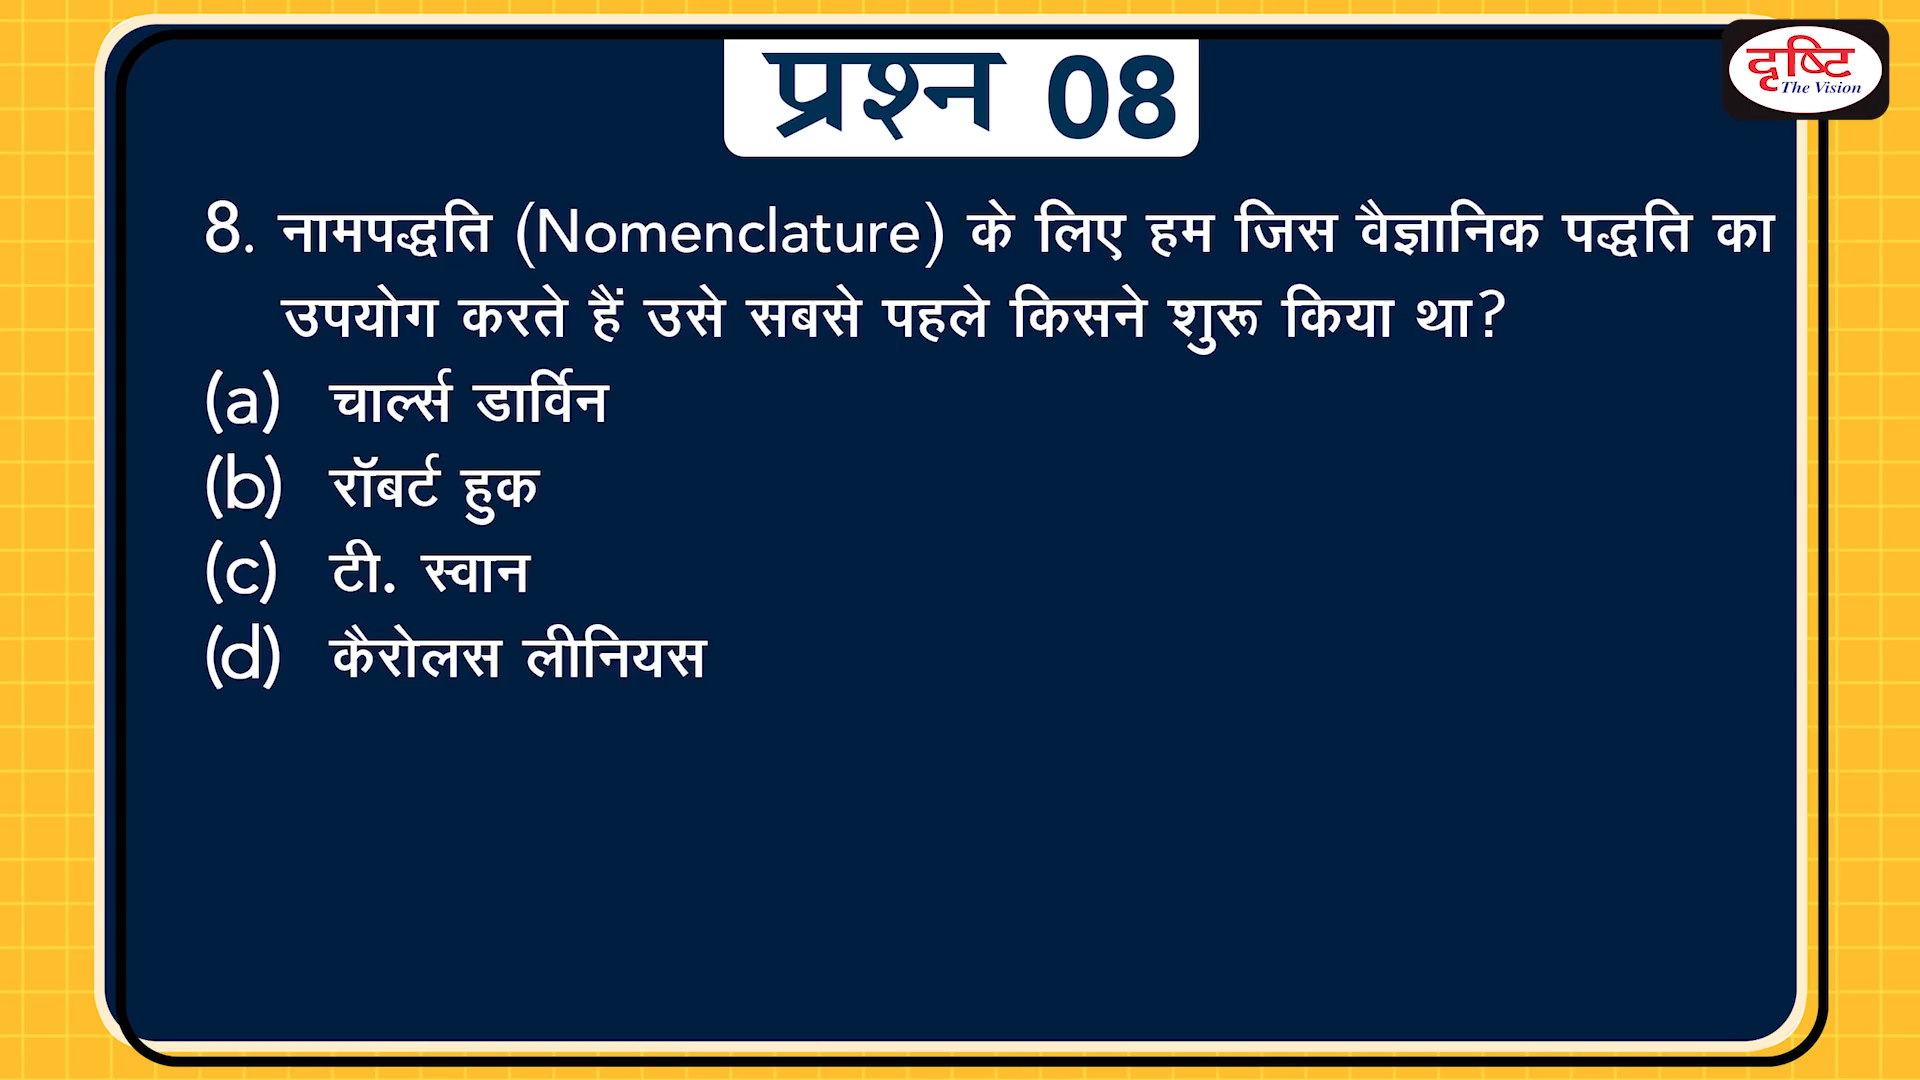 प्रश्न 08
दृष्टि
The Vision
8. नामपद्धति (Nomenclature) के लिए हम जिस वैज्ञानिक पद्धति का
उपयोग करते हैं उसे सबसे पहले किसने शुरू किया था?
(a) चार्ल्स डार्विन
(b) रॉबर्ट हुक
(c) टी. स्वान
(d) कैरोलस लीनियस